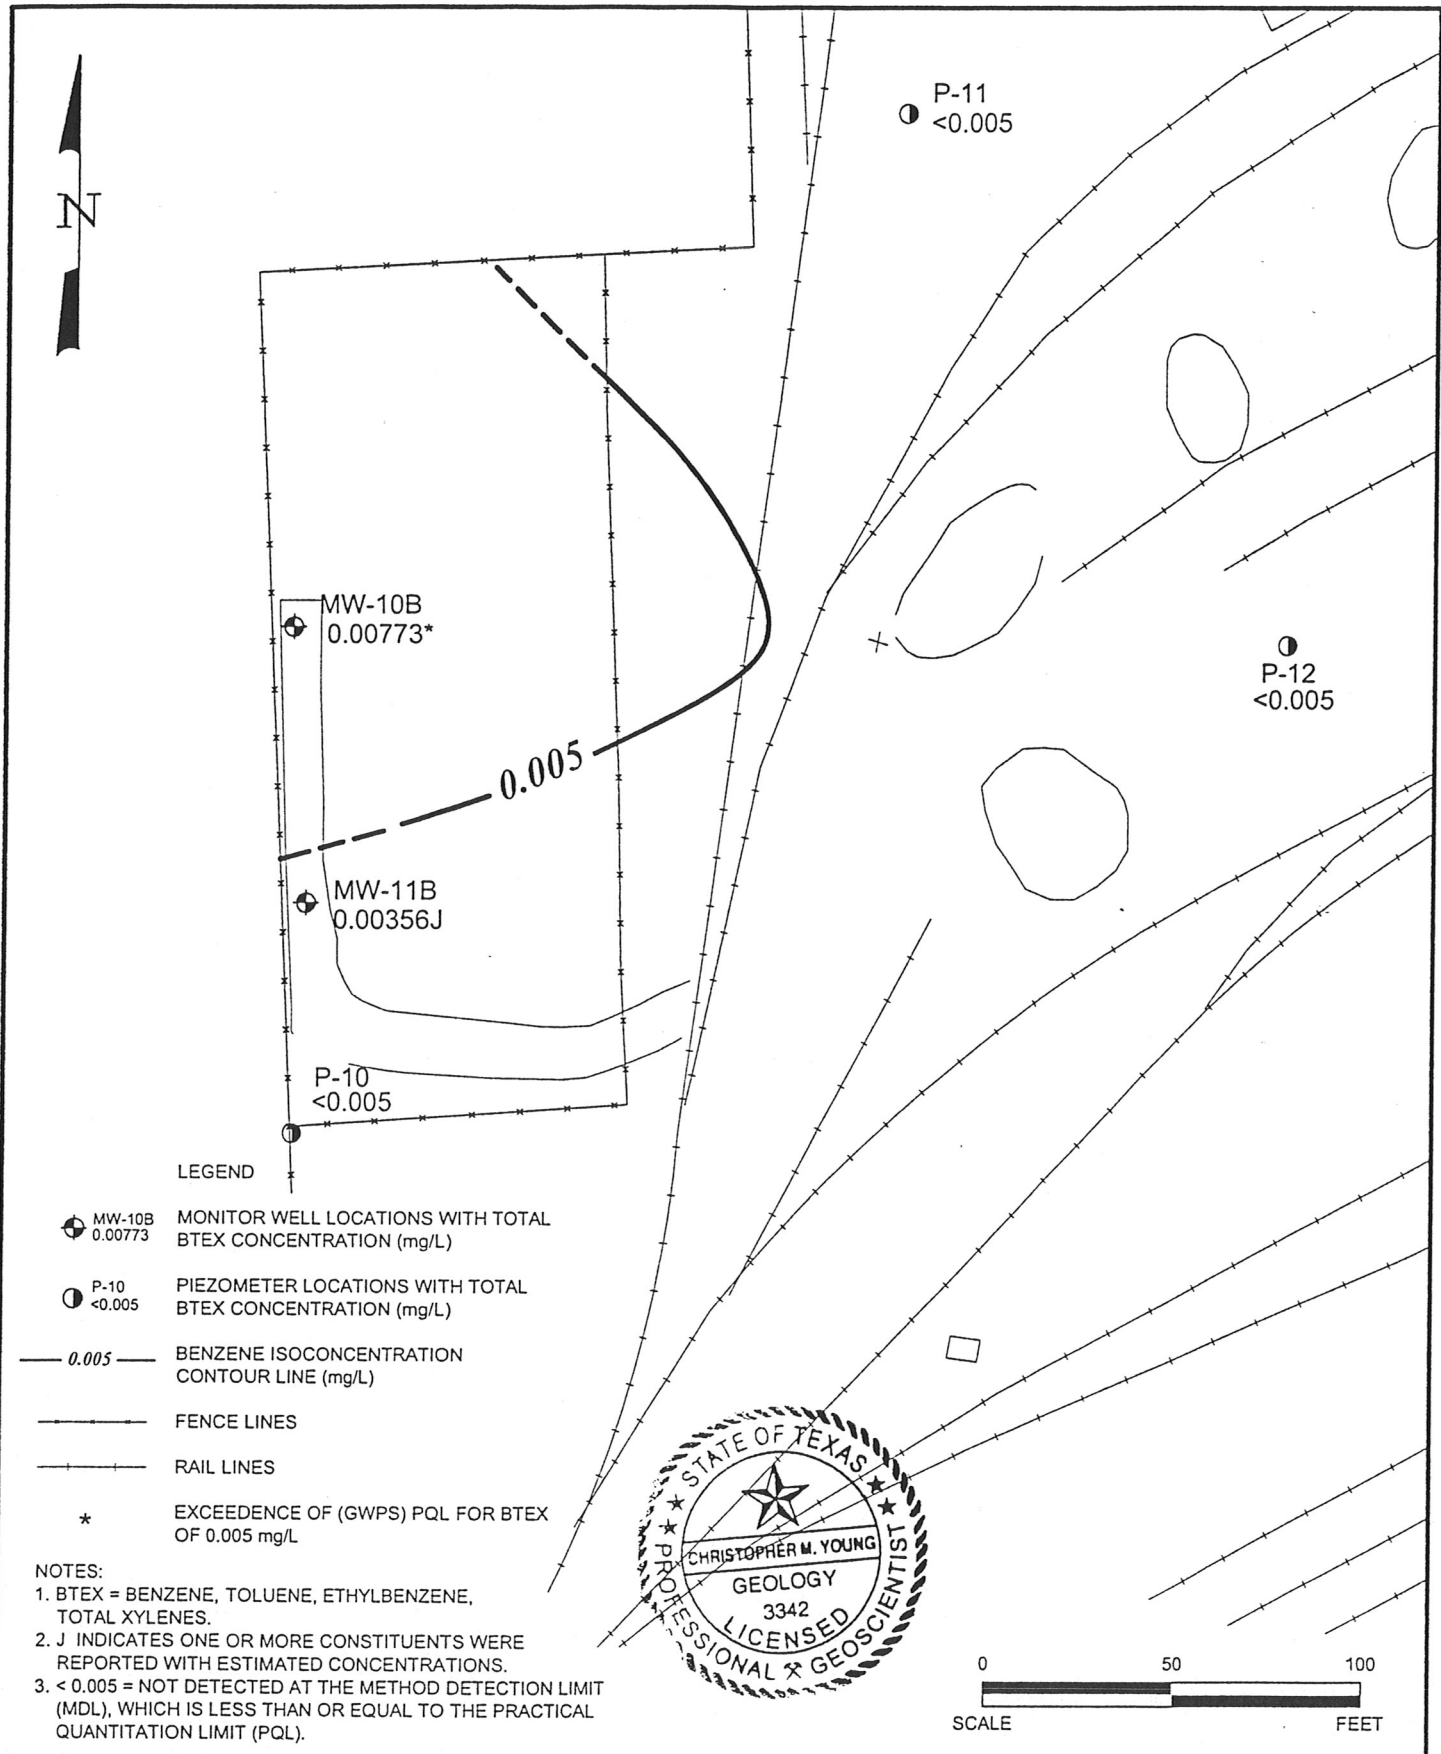 N
P-11
<0.005
MW-10B
0.00773*
P-12
<0.005
0.005
MW-11B
0.00356J
P-10
<0.005
LEGEND
MW-10B
0.00773
MONITOR WELL LOCATIONS WITH TOTAL
BTEX CONCENTRATION (mg/L)
P-10
<0.005
PIEZOMETER LOCATIONS WITH TOTAL
BTEX CONCENTRATION (mg/L)
0.005
BENZENE ISOCONCENTRATION
CONTOUR LINE (mg/L)
FENCE LINES
RAIL LINES
*
EXCEEDENCE OF (GWPS) PQL FOR BTEX
OF 0.005 mg/L
NOTES:
1. BTEX = BENZENE, TOLUENE, ETHYLBENZENE,
TOTAL XYLENES.
2. J INDICATES ONE OR MORE CONSTITUENTS WERE
REPORTED WITH ESTIMATED CONCENTRATIONS.
3. < 0.005 = NOT DETECTED AT THE METHOD DETECTION LIMIT
(MDL), WHICH IS LESS THAN OR EQUAL TO THE PRACTICAL
QUANTITATION LIMIT (PQL).
STATE OF TEXAS
CHRISTOPHER M. YOUNG
GEOLOGY
3342
LICENSED
PROFESSIONAL GEOSCIENTIST
0 50 100
SCALE FEET